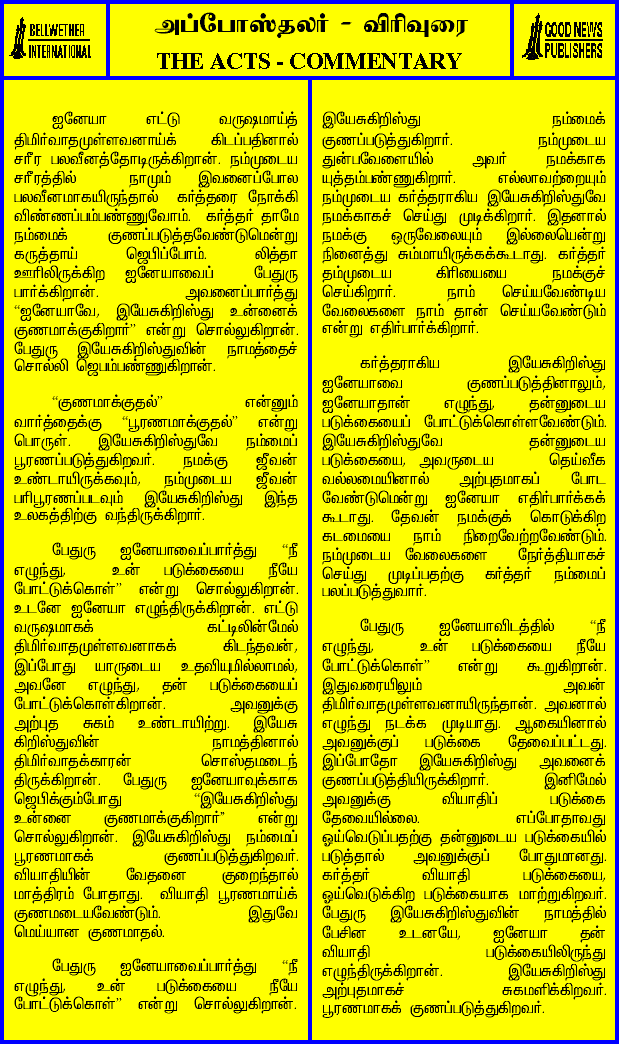 BELLWETHER
INTERNATIONAL
அப்போஸ்தலர் - விரிவுரை
THE ACTS - COMMENTARY
GOOD NEWS
PUBLISHERS
ஐனேயா எட்டு வருஷமாய்த்
திமிர்வாதமுள்ளவனாய்க் கிடப்பதினால்
சரீர பலவீனத்தோடிருக்கிறான். நம்முடைய
சரீரத்தில் நாமும் இவனைப்போல
பலவீனமாகயிருந்தால் கர்த்தரை நோக்கி
விண்ணப்பம்பண்ணுவோம். கர்த்தர் தாமே
நம்மைக் குணப்படுத்தவேண்டுமென்று
கருத்தாய் ஜெபிப்போம். லித்தா
ஊரிலிருக்கிற ஐனேயாவைப் பேதுரு
பார்க்கிறான். அவனைப்பார்த்து
“ஐனேயாவே, இயேசுகிறிஸ்து உன்னைக்
குணமாக்குகிறார்” என்று சொல்லுகிறான்.
பேதுரு இயேசுகிறிஸ்துவின் நாமத்தைச்
சொல்லி ஜெபம்பண்ணுகிறான்.
“குணமாக்குதல்” என்னும்
வார்த்தைக்கு “பூரணமாக்குதல்” என்று
பொருள். இயேசுகிறிஸ்துவே நம்மைப்
பூரணப்படுத்துகிறவர். நமக்கு ஜீவன்
உண்டாயிருக்கவும், நம்முடைய ஜீவன்
பரிபூரணப்படவும் இயேசுகிறிஸ்து இந்த
உலகத்திற்கு வந்திருக்கிறார்.
பேதுரு ஐனேயாவைப்பார்த்து “நீ
எழுந்து, உன் படுக்கையை நீயே
போட்டுக்கொள்” என்று சொல்லுகிறான்.
உடனே ஐனேயா எழுந்திருக்கிறான். எட்டு
வருஷமாகக் கட்டிலின்மேல்
திமிர்வாதமுள்ளவனாகக் கிடந்தவன்,
இப்போது யாருடைய உதவியுமில்லாமல்,
அவனே எழுந்து, தன் படுக்கையைப்
போட்டுக்கொள்கிறான். அவனுக்கு
அற்புத சுகம் உண்டாயிற்று. இயேசு
கிறிஸ்துவின் நாமத்தினால்
திமிர்வாதக்காரன் சொஸ்தமடைந்
திருக்கிறான். பேதுரு ஐனேயாவுக்காக
ஜெபிக்கும்போது “இயேசுகிறிஸ்து
உன்னை குணமாக்குகிறார்” என்று
சொல்லுகிறான். இயேசுகிறிஸ்து நம்மைப்
பூரணமாகக் குணப்படுத்துகிறவர்.
வியாதியின் வேதனை குறைந்தால்
மாத்திரம் போதாது. வியாதி பூரணமாய்க்
குணமடையவேண்டும். இதுவே
மெய்யான குணமாதல்.
பேதுரு ஐனேயாவைப்பார்த்து “நீ
எழுந்து, உன் படுக்கையை நீயே
போட்டுக்கொள்” என்று சொல்லுகிறான்.
இயேசுகிறிஸ்து நம்மைக்
குணப்படுத்துகிறார். நம்முடைய
துன்பவேளையில் அவர் நமக்காக
யுத்தம்பண்ணுகிறார். எல்லாவற்றையும்
நம்முடைய கர்த்தராகிய இயேசுகிறிஸ்துவே
நமக்காகச் செய்து முடிக்கிறார். இதனால்
நமக்கு ஒருவேலையும் இல்லையென்று
நினைத்து சும்மாயிருக்கக்கூடாது. கர்த்தர்
தம்முடைய கிரியையை நமக்குச்
செய்கிறார். நாம் செய்யவேண்டிய
வேலைகளை நாம் தான் செய்யவேண்டும்
என்று எதிர்பார்க்கிறார்.
கர்த்தராகிய இயேசுகிறிஸ்து
ஐனேயாவை குணப்படுத்தினாலும்,
ஐனேயாதான் எழுந்து, தன்னுடைய
படுக்கையைப் போட்டுக்கொள்ளவேண்டும்.
இயேசுகிறிஸ்துவே தன்னுடைய
படுக்கையை, அவருடைய தெய்வீக
வல்லமையினால் அற்புதமாகப் போட
வேண்டுமென்று ஐனேயா எதிர்பார்க்கக்
கூடாது. தேவன் நமக்குக் கொடுக்கிற
கடமையை நாம் நிறைவேற்றவேண்டும்.
நம்முடைய வேலைகளை நேர்த்தியாகச்
செய்து முடிப்பதற்கு கர்த்தர் நம்மைப்
பலப்படுத்துவார்.
பேதுரு ஐனேயாவிடத்தில் “நீ
எழுந்து, உன் படுக்கையை நீயே
போட்டுக்கொள்” என்று கூறுகிறான்.
இதுவரையிலும் அவன்
திமிர்வாதமுள்ளவனாயிருந்தான். அவனால்
எழுந்து நடக்க முடியாது. ஆகையினால்
அவனுக்குப் படுக்கை தேவைப்பட்டது.
இப்போதோ இயேசுகிறிஸ்து அவனைக்
குணப்படுத்தியிருக்கிறார். இனிமேல்
அவனுக்கு வியாதிப் படுக்கை
தேவையில்லை. எப்போதாவது
ஓய்வெடுப்பதற்கு தன்னுடைய படுக்கையில்
படுத்தால் அவனுக்குப் போதுமானது.
கர்த்தர் வியாதி படுக்கையை,
ஓய்வெடுக்கிற படுக்கையாக மாற்றுகிறவர்.
பேதுரு இயேசுகிறிஸ்துவின் நாமத்தில்
பேசின உடனயே, ஐனேயா தன்
வியாதி படுக்கையிலிருந்து
எழுந்திருக்கிறான். இயேசுகிறிஸ்து
அற்புதமாகச் சுகமளிக்கிறவர்.
பூரணமாகக் குணப்படுத்துகிறவர்.